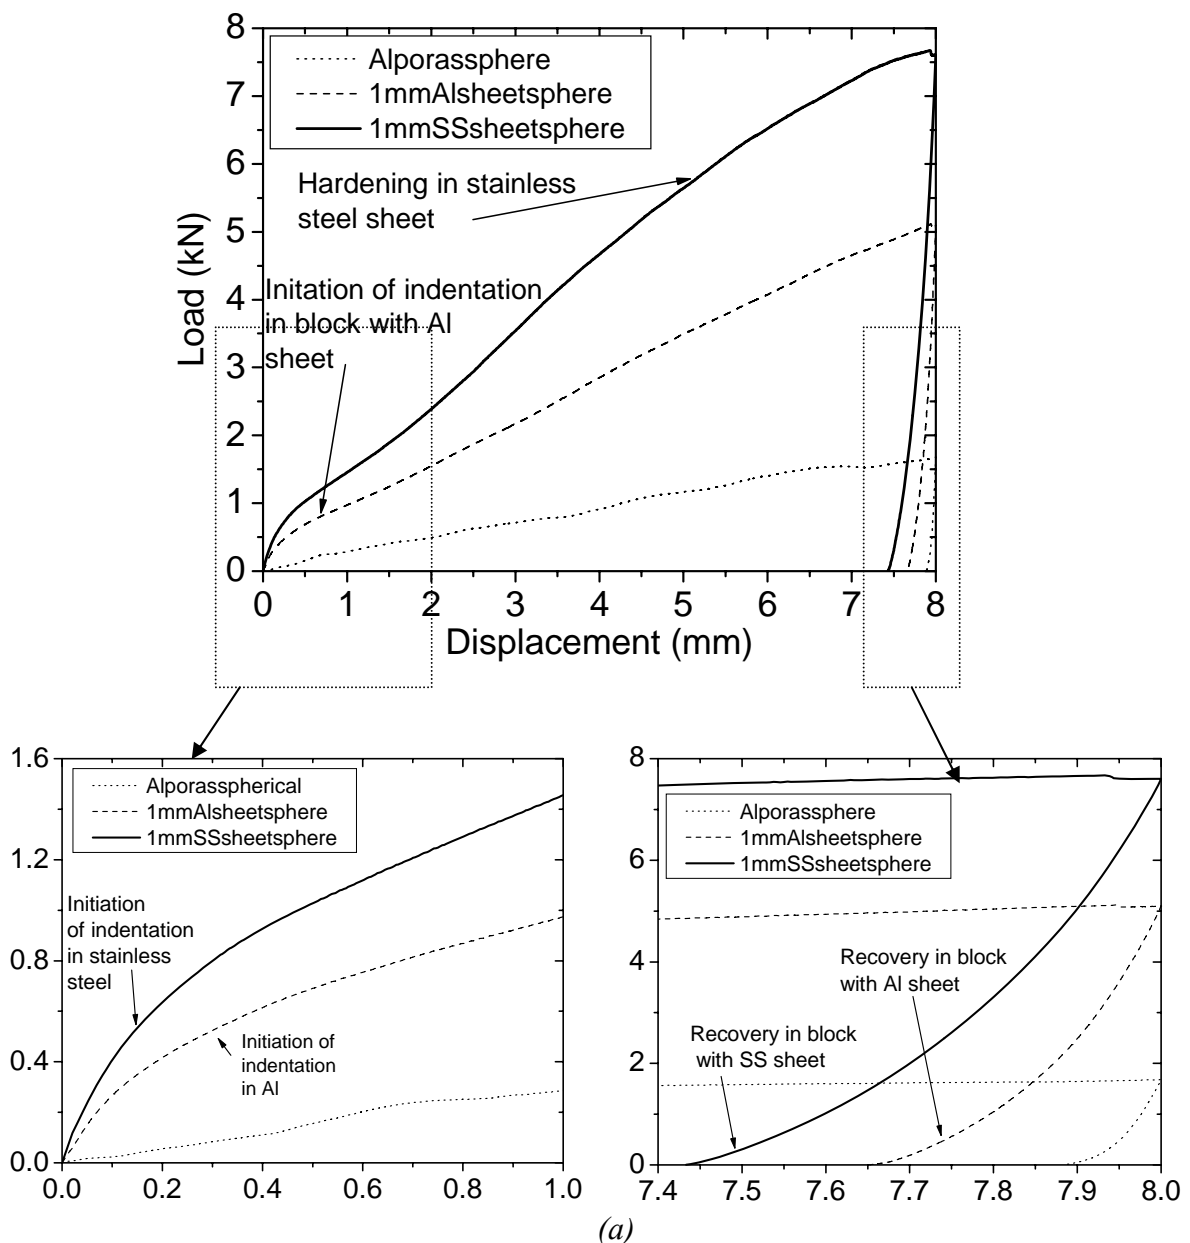 8
7
6
5
4
3
2
1
0
Load (kN)
Alporassphere
1mmAlsheetsphere
1mmSSsheetsphere
Hardening in stainless
steel sheet
Initation of indentation
in block with Al
sheet
0 1 2 3 4 5 6 7 8
Displacement (mm)
1.6
1.2
0.8
0.4
0.0
Alporasspherical
1mmAlsheetsphere
1mmSSsheetsphere
Initiation
of indentation
in stainless
steel
Initiation of
indentation
in Al
0.0 0.2 0.4 0.6 0.8 1.0
8
6
4
2
0
Alporassphere
1mmAlsheetsphere
1mmSSsheetsphere
Recovery in block
with Al sheet
Recovery in block
with SS sheet
7.4 7.5 7.6 7.7 7.8 7.9 8.0
(a)